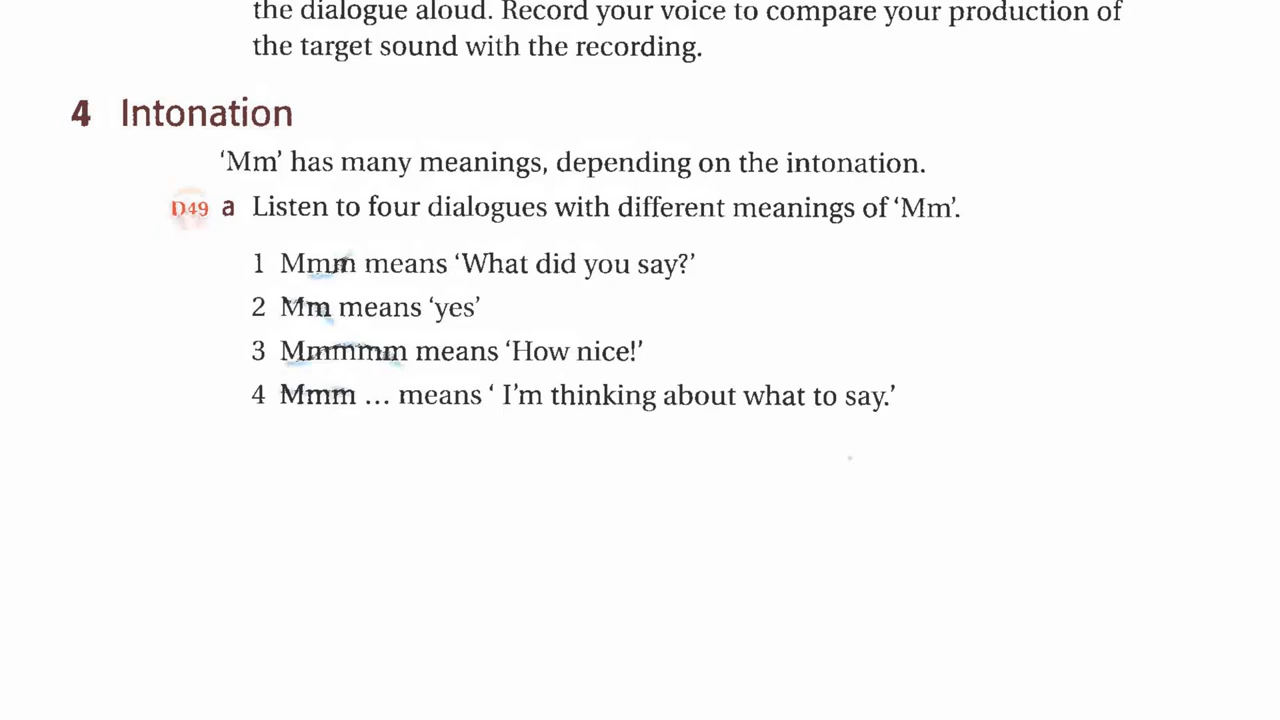 the dialogue aloud. Record your voice to compare your production of
the target sound with the recording.
4 Intonation
‘Mm’ has many meanings, depending on the intonation.
D49 a Listen to four dialogues with different meanings of ‘Mm’.
1 Mmm means ‘What did you say?’
2 Mm means ‘yes’
3 Mmmmm means ‘How nice!’
4 Mmm … means ‘ I’m thinking about what to say.’